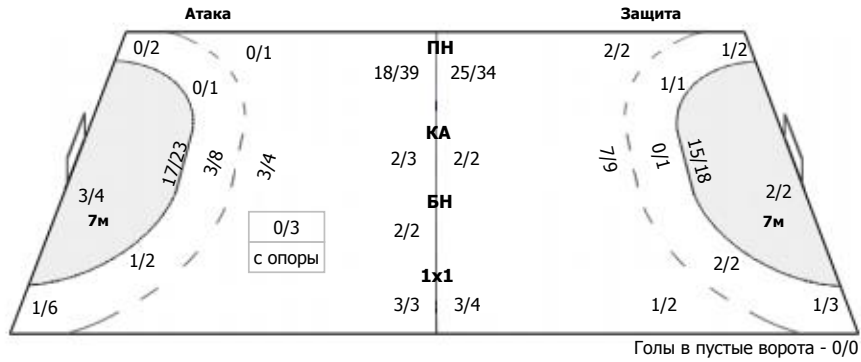 Атака
Защита
0/2
0/1
ПН
2/2
1/2
18/39
25/34
0/1
1/1
КА
17/23
3/8
3/4
2/3
2/2
7/9
0/1
15/18
3/4
7м
БН
2/2
7м
0/3
с опоры
2/2
1/2
2/2
1x1
1/6
3/3
3/4
1/2
1/3
Голы в пустые ворота - 0/0